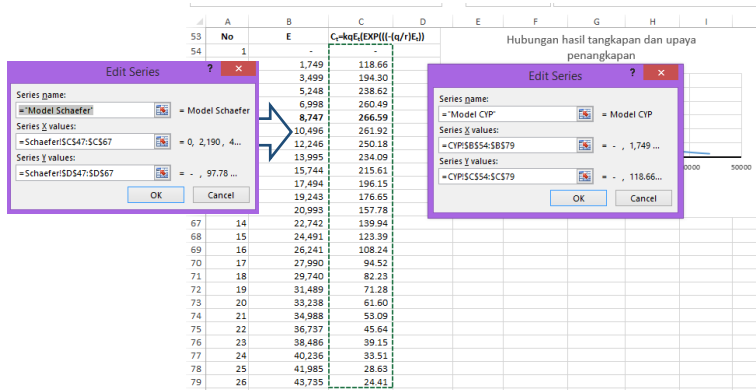 A B C D E F G H I
53 No E Cₜ=kqEₜ(EXP(((-(q/r)Eₜ))
54 1 - -
1,749 118.66
3,499 194.30
5,248 238.62
6,998 260.49
8,747 266.59
10,496 261.92
12,246 250.18
13,995 234.09
15,744 215.61
17,494 196.15
19,243 176.65
20,993 157.78
67 14 22,742 139.94
68 15 24,491 123.39
69 16 26,241 108.24
70 17 27,990 94.52
71 18 29,740 82.23
72 19 31,489 71.28
73 20 33,238 61.60
74 21 34,988 53.09
75 22 36,737 45.64
76 23 38,486 39.15
77 24 40,236 33.51
78 25 41,985 28.63
79 26 43,735 24.41
Edit Series ? ×
Series name:
="Model Schaefer" = Model Schaefer
Series X values:
=Schaefer!$C$47:$C$67 = 0, 2,190 , 4...
Series Y values:
=Schaefer!$D$47:$D$67 = - , 97.78 ...
OK Cancel
Hubungan hasil tangkapan dan upaya
penangkapan
Edit Series ? ×
Series name:
="Model CYP" = Model CYP
Series X values:
=CYP!$B$54:$B$79 = - , 1,749 ...
Series Y values:
=CYP!$C$54:$C$79 = - , 118.66...
OK Cancel
50000